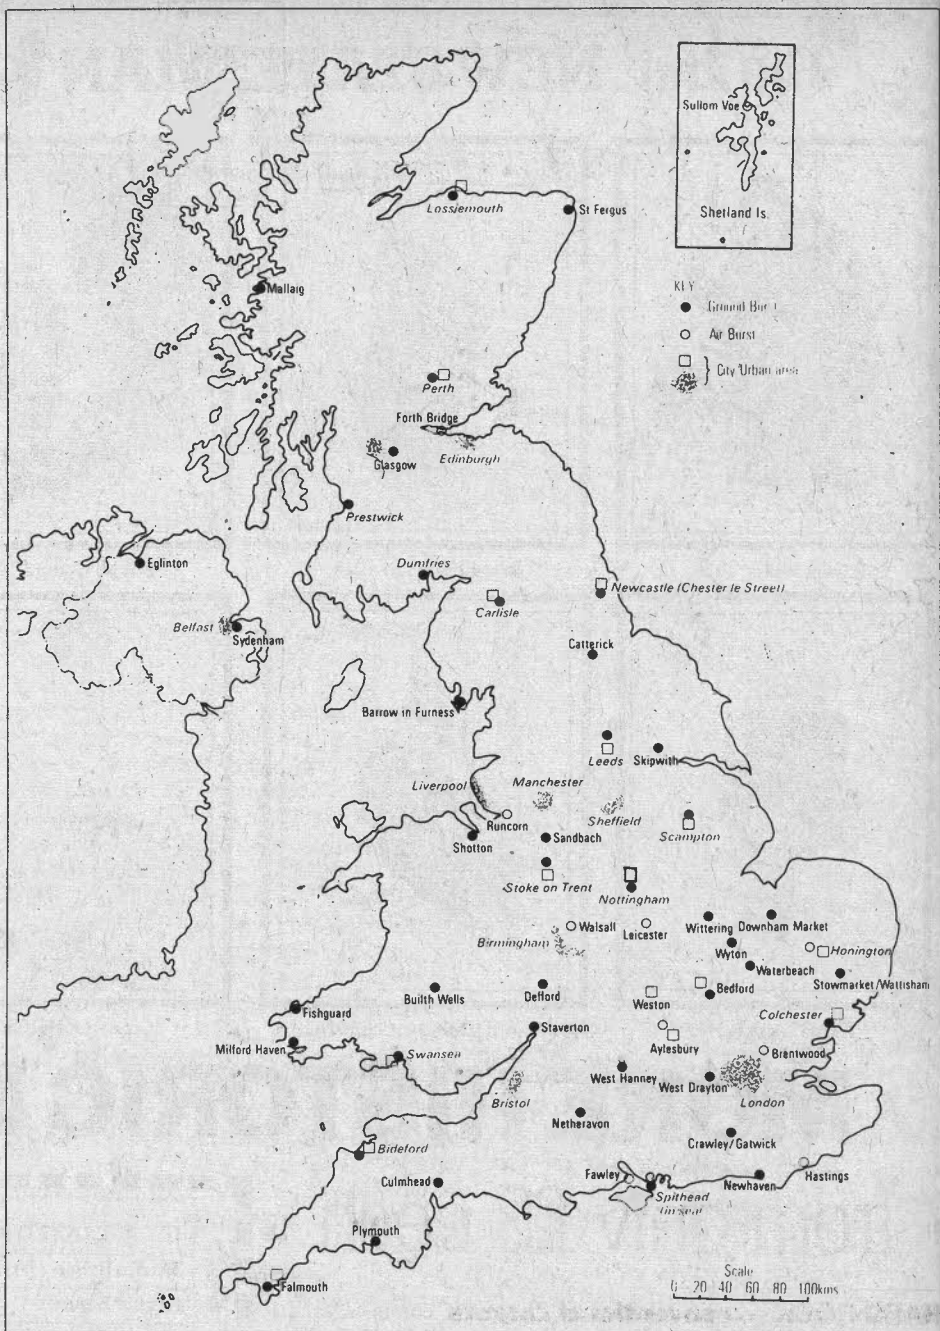 Sullom Voe
Shetland Is.
Lossiemouth
St Fergus
KEY
Ground Burst
Air Burst
City/Urban area
Mallaig
Perth
Forth Bridge
Glasgow
Edinburgh
Prestwick
Eglinton
Dumfries
Newcastle (Chester le Street)
Carlisle
Belfast
Sydenham
Catterick
Barrow in Furness
Leeds
Skipwith
Liverpool
Manchester
Runcorn
Sheffield
Scampton
Shotton
Sandbach
Stoke on Trent
Nottingham
Walsall
Leicester
Wittering
Downham Market
Birmingham
Wyton
Honington
Waterbeach
Stowmarket/Wattisham
Builth Wells
Defford
Weston
Bedford
Fishguard
Colchester
Staverton
Milford Haven
Swansea
Aylesbury
Brentwood
West Hanney
West Drayton
London
Bristol
Netheravon
Crawley/Gatwick
Bideford
Culmhead
Fawley
Spithead
Newhaven
Hastings
Plymouth
Falmouth
Scale
0 20 40 60 80 100kms